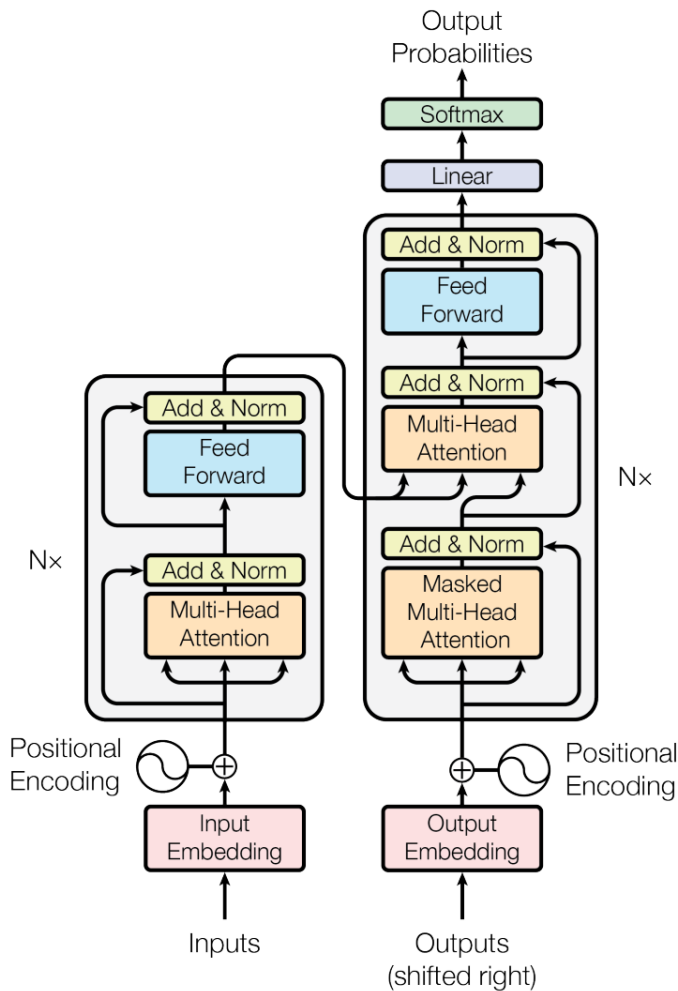 Output
Probabilities
Softmax
Linear
Add & Norm
Feed
Forward
Add & Norm
Multi-Head
Attention
Add & Norm
Masked
Multi-Head
Attention
Nx
Add & Norm
Feed
Forward
Add & Norm
Multi-Head
Attention
N×
Positional
Encoding
Positional
Encoding
Input
Embedding
Output
Embedding
Inputs
Outputs
(shifted right)